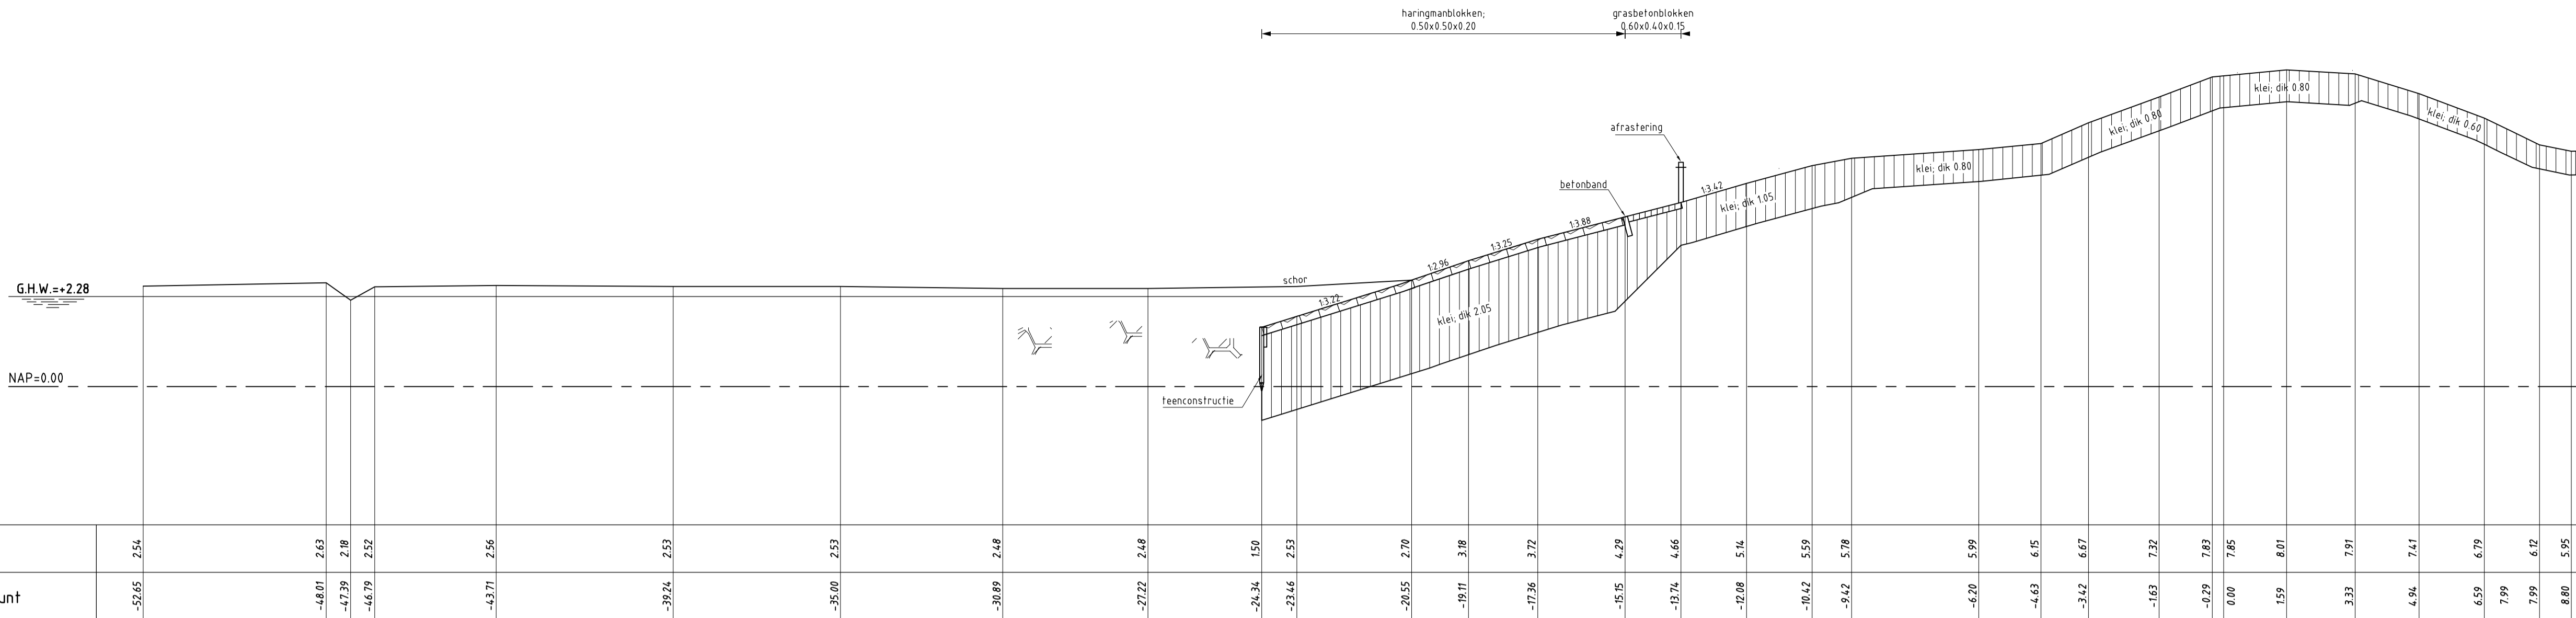 haringmanblokken;
0.50x0.50x0.20
grasbetonblokken
0.60x0.40x0.15
afrastering
betonband
klei; dik 0.80
klei; dik 0.80
klei; dik 0.60
klei; dik 0.80
1:3.42
klei; dik 1.05
1:3.88
1:3.25
1:2.96
schor
1:3.22
klei; dik 2.05
G.H.W.=+2.28
NAP=0.00
teenconstructie
2.54 2.63 2.18 2.52 2.56 2.53 2.53 2.48 2.48 1.50 2.53 2.70 3.18 3.72 4.29 4.66 5.14 5.59 5.78 5.99 6.15 6.67 7.32 7.83 7.85 8.01 7.91 7.41 6.79 6.12 5.95
unt -52.65 -48.01 -47.39 -46.79 -43.71 -39.24 -35.00 -30.89 -27.22 -24.34 -23.46 -20.55 -19.11 -17.36 -15.15 -13.74 -12.08 -10.42 -9.42 -6.20 -4.63 -3.42 -1.63 -0.29 0.00 1.59 3.33 4.94 6.59 7.99 7.99 8.80